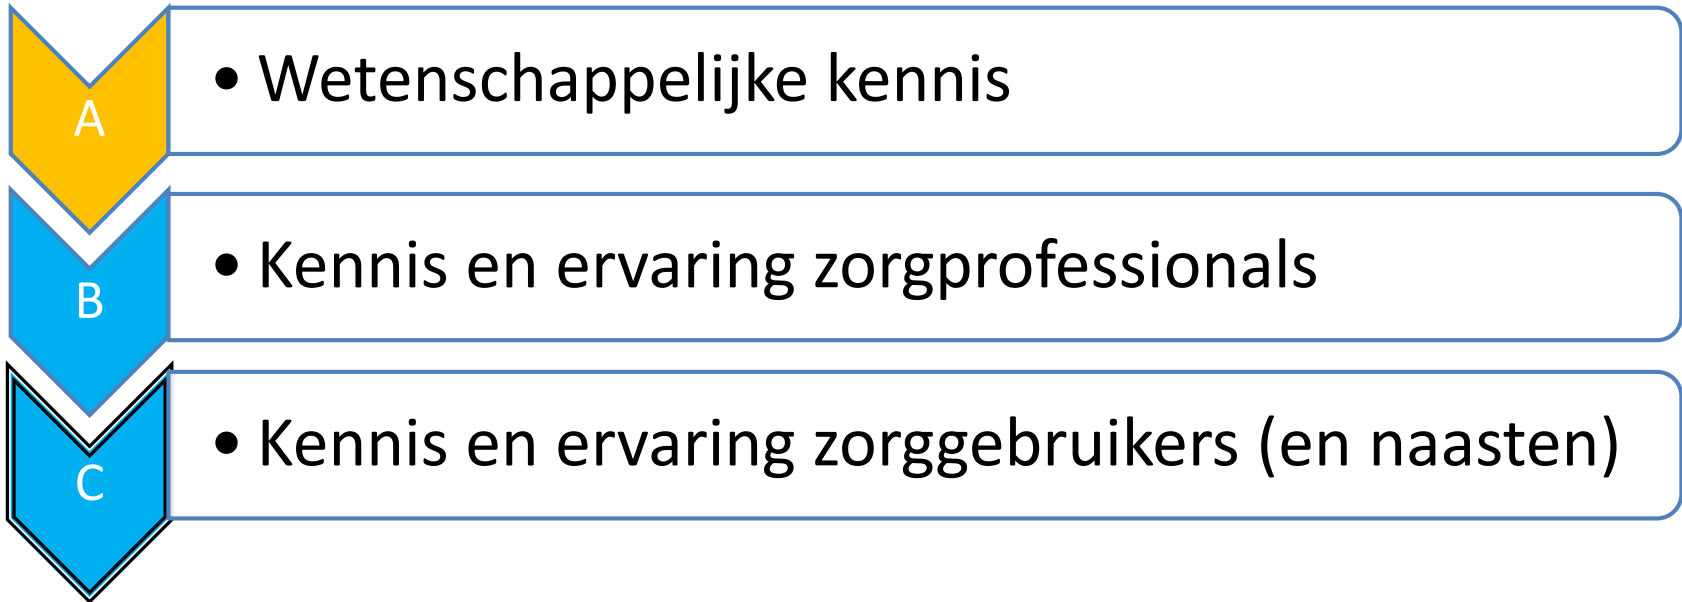 A
• Wetenschappelijke kennis
B
• Kennis en ervaring zorgprofessionals
C
• Kennis en ervaring zorggebruikers (en naasten)